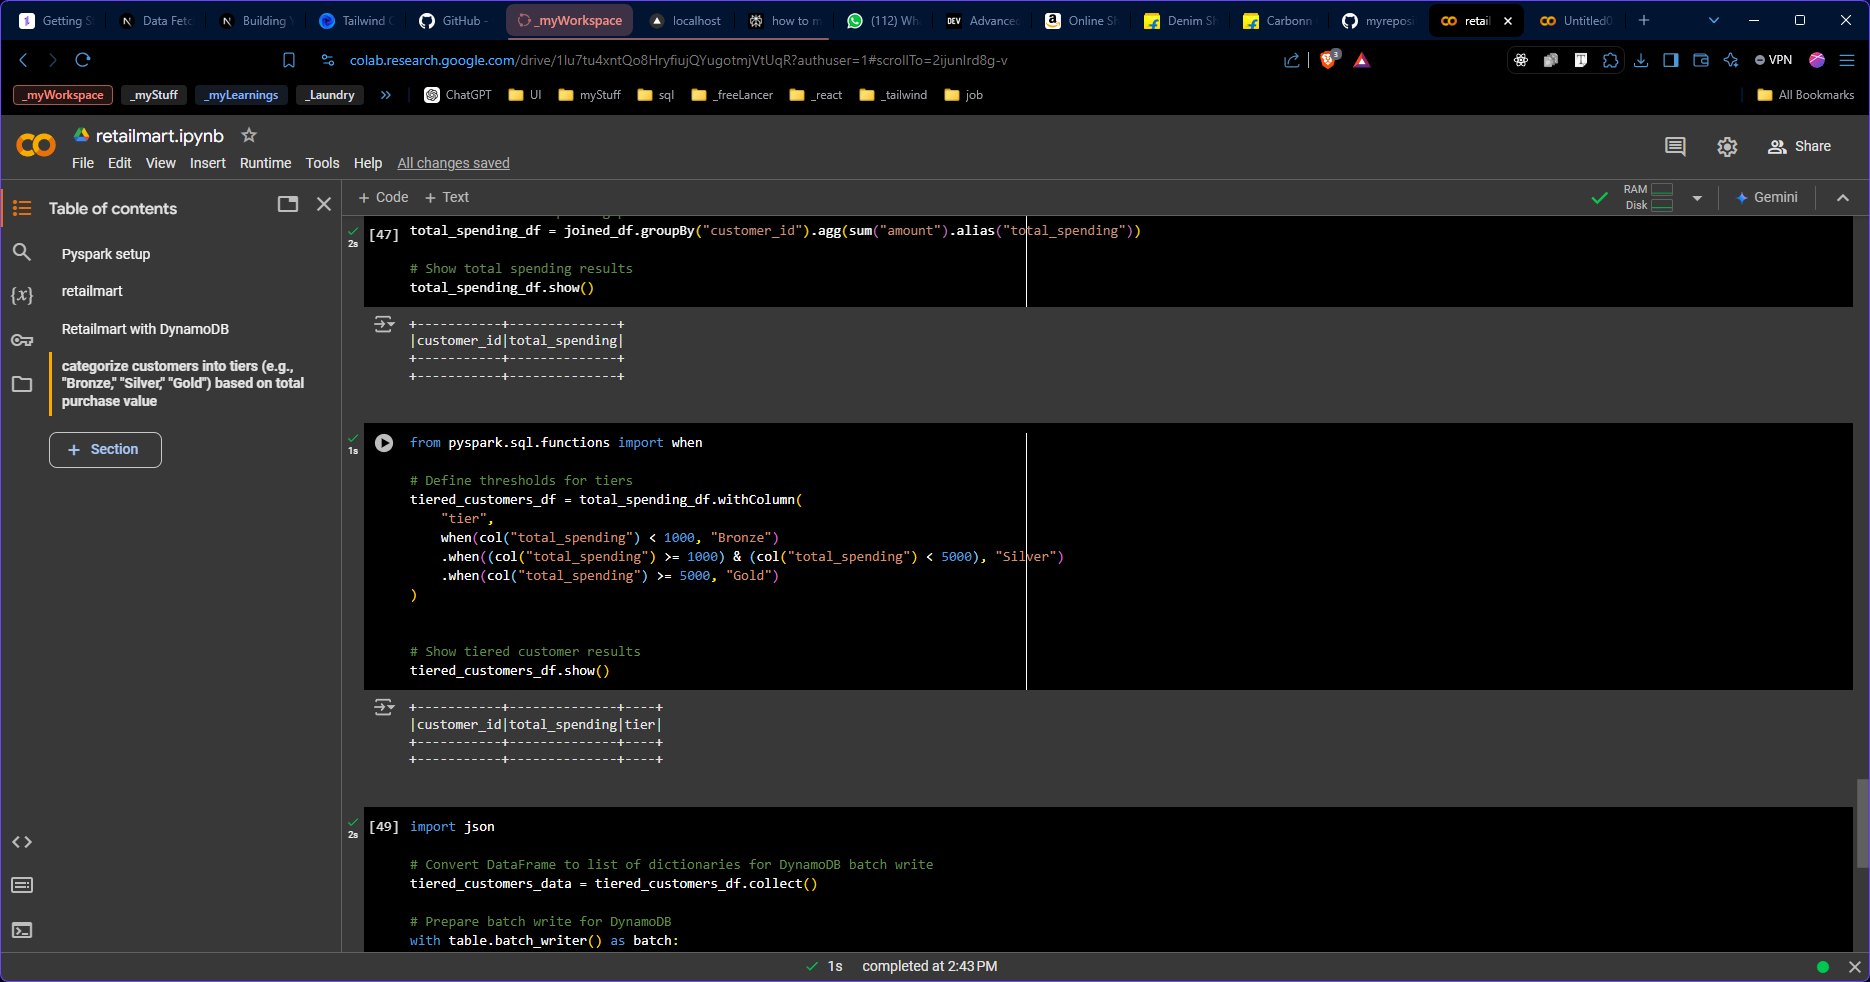 Getting S
Data Fetc
Building
Tailwind C
GitHub -
_myWorkspace
localhost
how to m
(112) Wha
DEV
Advanced
Online Sh
Denim Sh
Carbonn
myreposi
retail
Untitled0
colab.research.google.com/drive/1Iu7tu4xntQo8HryfiujQYugotmjVtUqR?authuser=1#scrollTo=2ijunIrd8g-v
3
VPN
_myWorkspace
_myStuff
_myLearnings
_Laundry
ChatGPT
UI
myStuff
sql
_freeLancer
_react
_tailwind
job
All Bookmarks
retailmart.ipynb
File Edit View Insert Runtime Tools Help All changes saved
Share
Table of contents
+ Code + Text
RAM
Disk
Gemini
Pyspark setup
retailmart
Retailmart with DynamoDB
categorize customers into tiers (e.g.,
"Bronze," "Silver," "Gold") based on total
purchase value
+ Section
2s
[47] total_spending_df = joined_df.groupBy("customer_id").agg(sum("amount").alias("total_spending"))
# Show total spending results
total_spending_df.show()
+-----------+--------------+
|customer_id|total_spending|
+-----------+--------------+
+-----------+--------------+
1s
from pyspark.sql.functions import when
# Define thresholds for tiers
tiered_customers_df = total_spending_df.withColumn(
"tier",
when(col("total_spending") < 1000, "Bronze")
.when((col("total_spending") >= 1000) & (col("total_spending") < 5000), "Silver")
.when(col("total_spending") >= 5000, "Gold")
)
# Show tiered customer results
tiered_customers_df.show()
+-----------+--------------+----+
|customer_id|total_spending|tier|
+-----------+--------------+----+
+-----------+--------------+----+
2s
[49] import json
# Convert DataFrame to list of dictionaries for DynamoDB batch write
tiered_customers_data = tiered_customers_df.collect()
# Prepare batch write for DynamoDB
with table.batch_writer() as batch:
1s completed at 2:43 PM